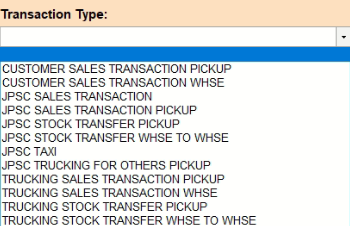 Transaction Type:
CUSTOMER SALES TRANSACTION PICKUP
CUSTOMER SALES TRANSACTION WHSE
JPSC SALES TRANSACTION
JPSC SALES TRANSACTION PICKUP
JPSC STOCK TRANSFER PICKUP
JPSC STOCK TRANSFER WHSE TO WHSE
JPSC TAXI
JPSC TRUCKING FOR OTHERS PICKUP
TRUCKING SALES TRANSACTION PICKUP
TRUCKING SALES TRANSACTION WHSE
TRUCKING STOCK TRANSFER PICKUP
TRUCKING STOCK TRANSFER WHSE TO WHSE